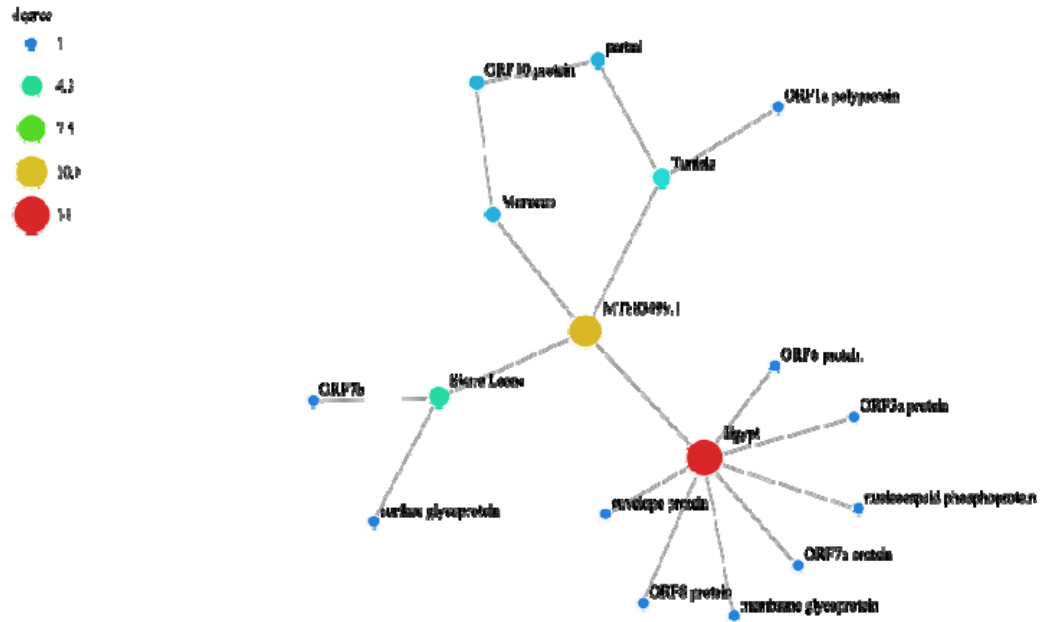 degree
1
ORF10 protein
ORF1a polyprotein
Tunisia
Morocco
ORF6 protein
ORF7b
Sierra Leone
ORF3a protein
Egypt
nucleocapsid phosphoprotein
envelope protein
surface glycoprotein
ORF7a protein
ORF8 protein
membrane glycoprotein